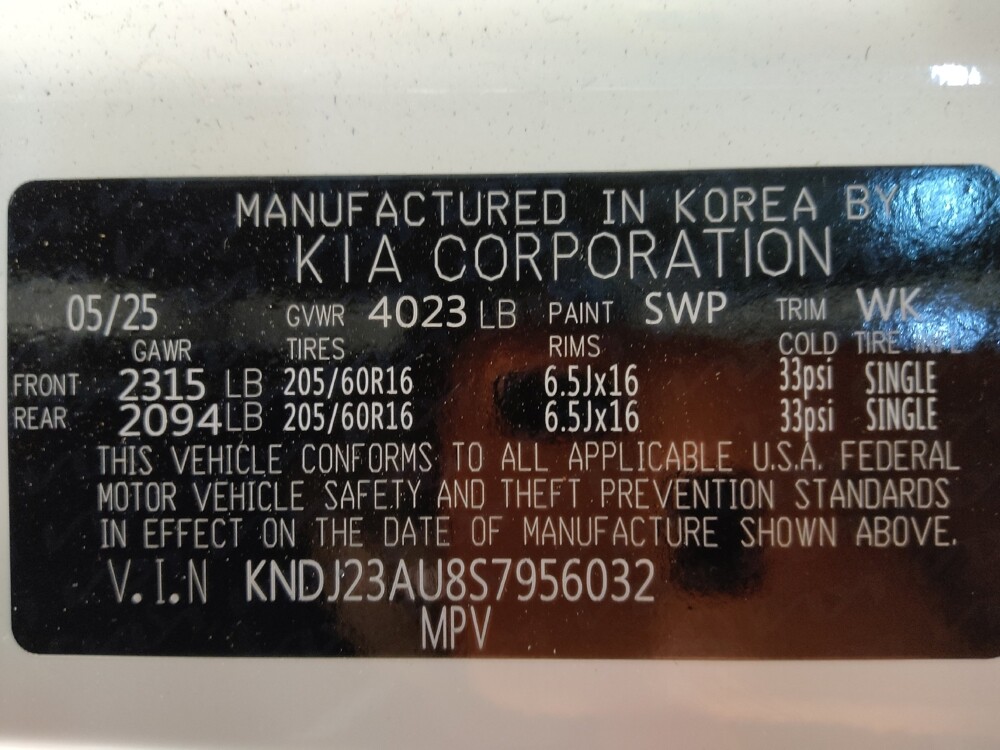 MANUFACTURED IN KOREA BY
KIA CORPORATION
05/25 GVWR 4023 LB PAINT SWP TRIM WK
GAWR TIRES RIMS COLD TIRE INFL
FRONT 2315 LB 205/60R16 6.5Jx16 33psi SINGLE
REAR 2094LB 205/60R16 6.5Jx16 33psi SINGLE
THIS VEHICLE CONFORMS TO ALL APPLICABLE U.S.A. FEDERAL
MOTOR VEHICLE SAFETY AND THEFT PREVENTION STANDARDS
IN EFFECT ON THE DATE OF MANUFACTURE SHOWN ABOVE.
V.I.N KNDJ23AU8S7956032
MPV